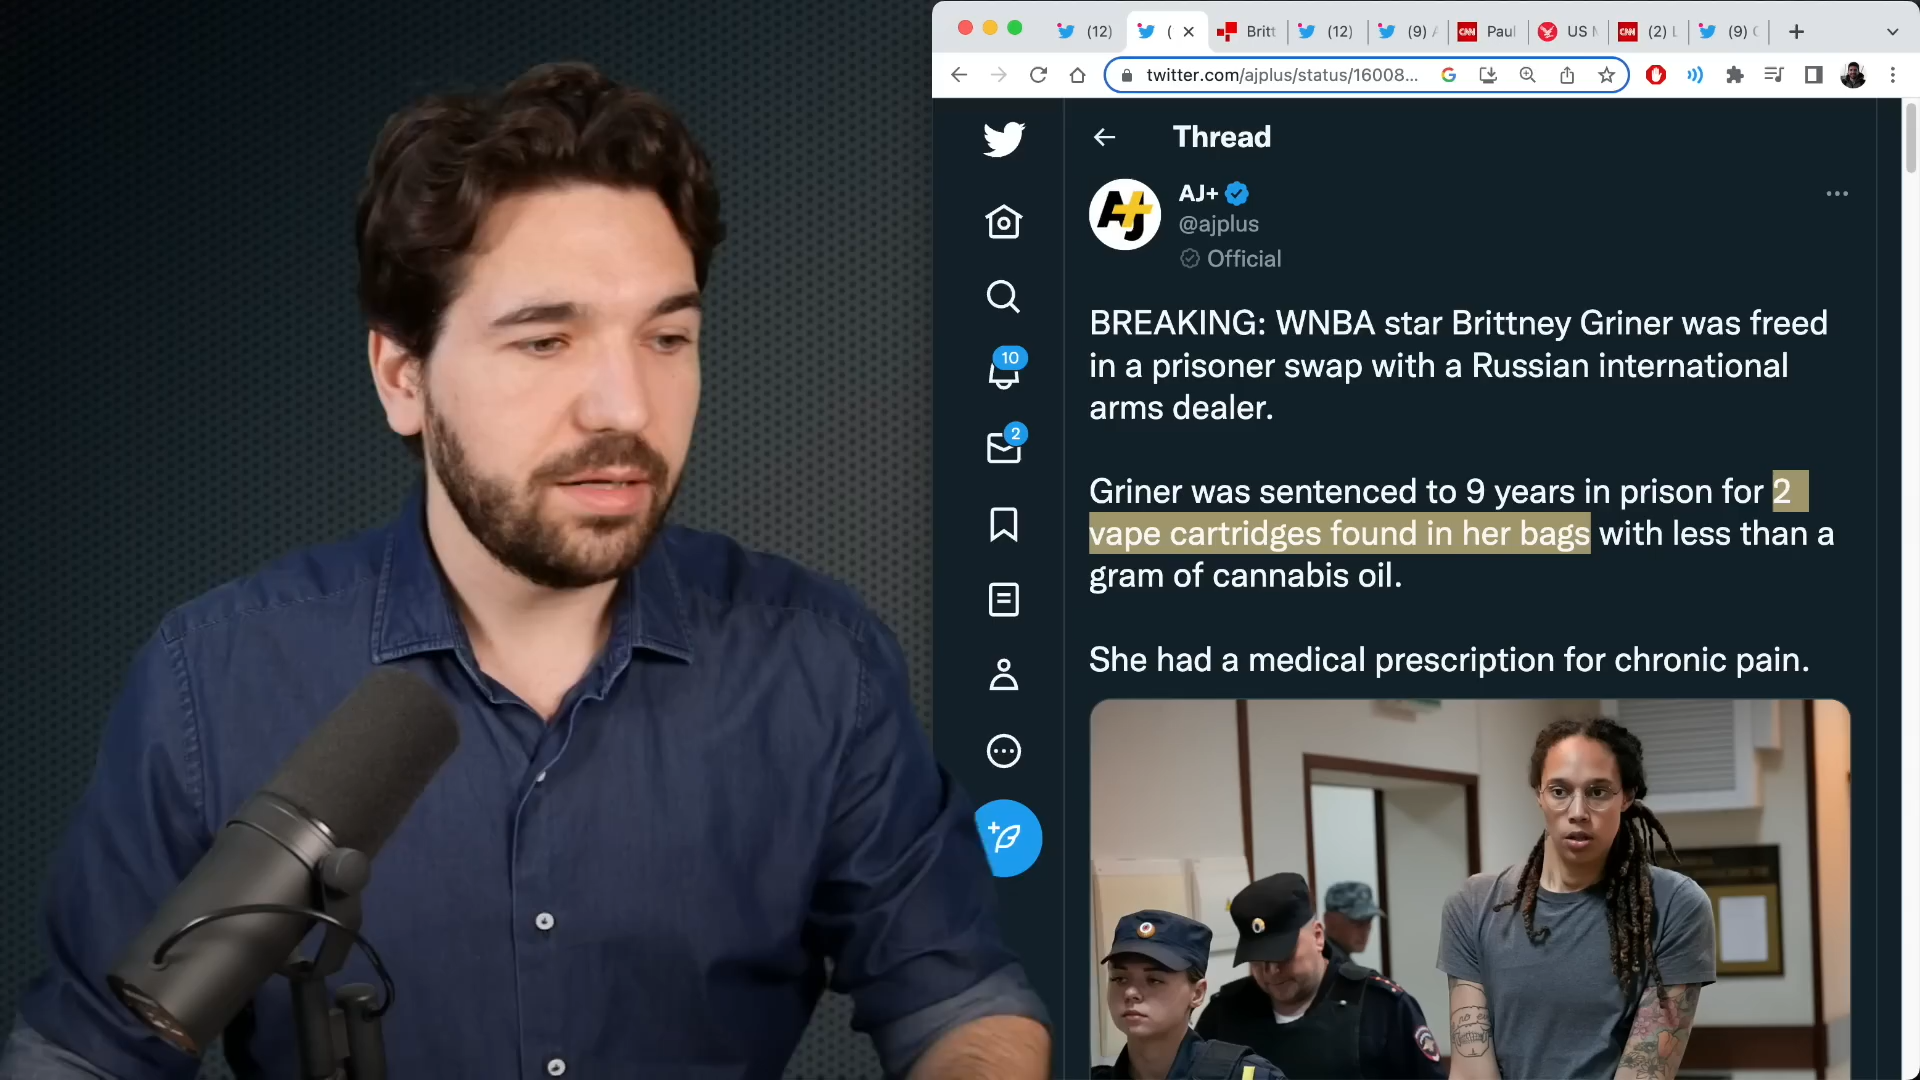 (12)
(
Britt
(12)
(9) A
CNN
Paul
US N
CNN
(2) L
(9) C
twitter.com/ajplus/status/16008...
Thread
AJ+
@ajplus
Official
10
2
BREAKING: WNBA star Brittney Griner was freed
in a prisoner swap with a Russian international
arms dealer.
Griner was sentenced to 9 years in prison for 2
vape cartridges found in her bags with less than a
gram of cannabis oil.
She had a medical prescription for chronic pain.